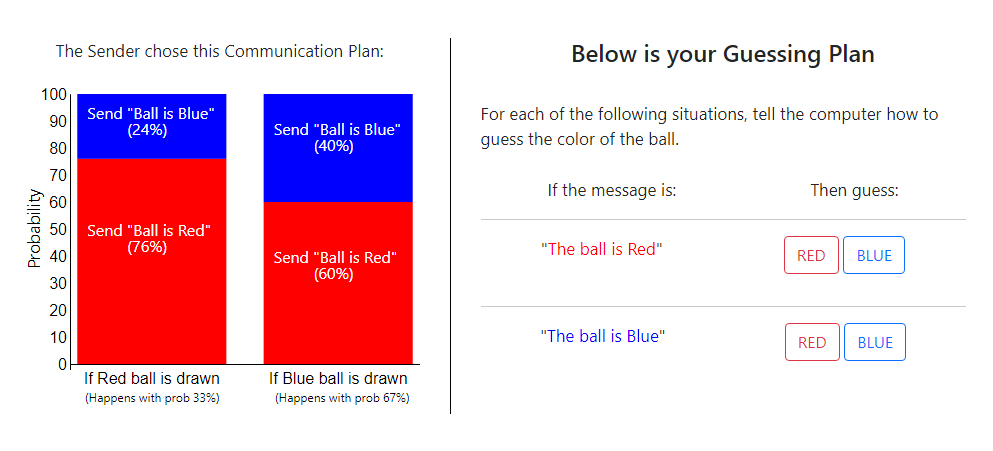 The Sender chose this Communication Plan:
Probability
100
90
80
70
60
50
40
30
20
10
0
Send "Ball is Blue"
(24%)
Send "Ball is Red"
(76%)
Send "Ball is Blue"
(40%)
Send "Ball is Red"
(60%)
If Red ball is drawn
(Happens with prob 33%)
If Blue ball is drawn
(Happens with prob 67%)
Below is your Guessing Plan
For each of the following situations, tell the computer how to
guess the color of the ball.
If the message is: Then guess:
"The ball is Red" RED BLUE
"The ball is Blue" RED BLUE